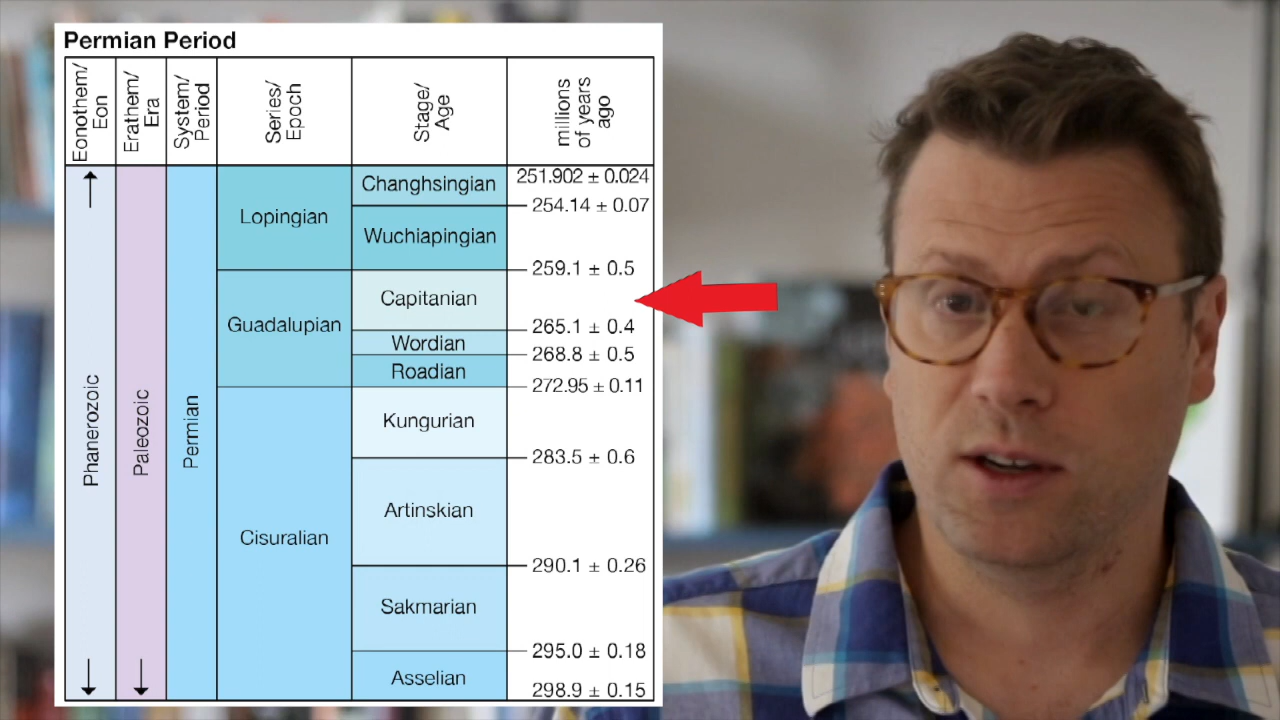 Permian Period
Eonothem/
Eon
Erathem/
Era
System/
Period
Series/
Epoch
Stage/
Age
millions
of years
ago
Phanerozoic
Paleozoic
Permian
Lopingian
Guadalupian
Cisuralian
Changhsingian
Wuchiapingian
Capitanian
Wordian
Roadian
Kungurian
Artinskian
Sakmarian
Asselian
251.902 ± 0.024
254.14 ± 0.07
259.1 ± 0.5
265.1 ± 0.4
268.8 ± 0.5
272.95 ± 0.11
283.5 ± 0.6
290.1 ± 0.26
295.0 ± 0.18
298.9 ± 0.15